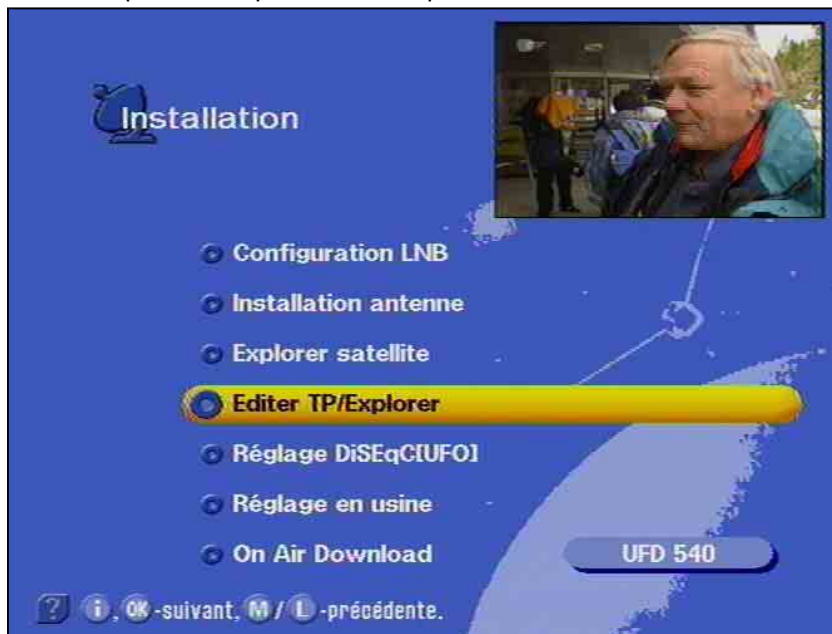 Installation
Configuration LNB
Installation antenne
Explorer satellite
Editer TP/Explorer
Réglage DiSEqC[UFO]
Réglage en usine
On Air Download
UFD 540
? i, OK -suivant, M / L -précédente.